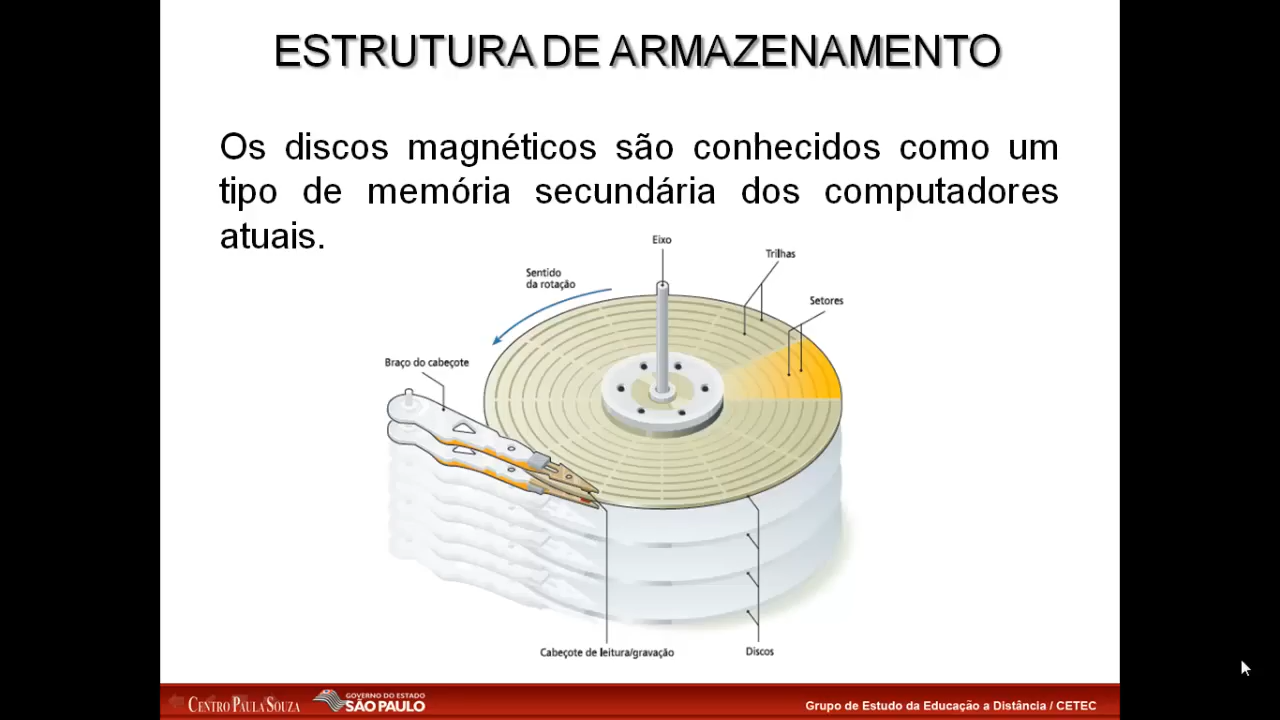 ESTRUTURA DE ARMAZENAMENTO
Os discos magnéticos são conhecidos como um
tipo de memória secundária dos computadores
atuais.
Eixo
Trilhas
Sentido
da rotação
Setores
Braço do cabeçote
Cabeçote de leitura/gravação
Discos
CENTRO PAULA SOUZA
GOVERNO DO ESTADO
SÃO PAULO
Grupo de Estudo da Educação a Distância / CETEC